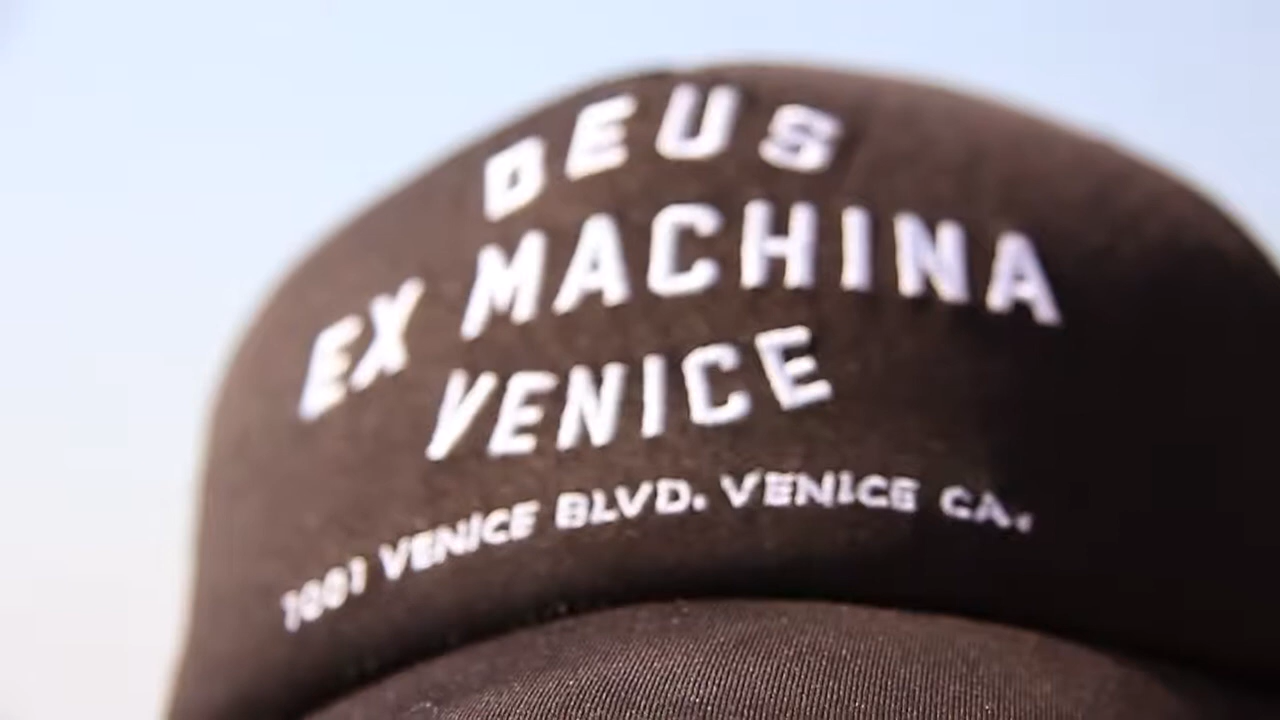 DEUS
EX MACHINA
VENICE
1001 VENICE BLVD. VENICE CA.